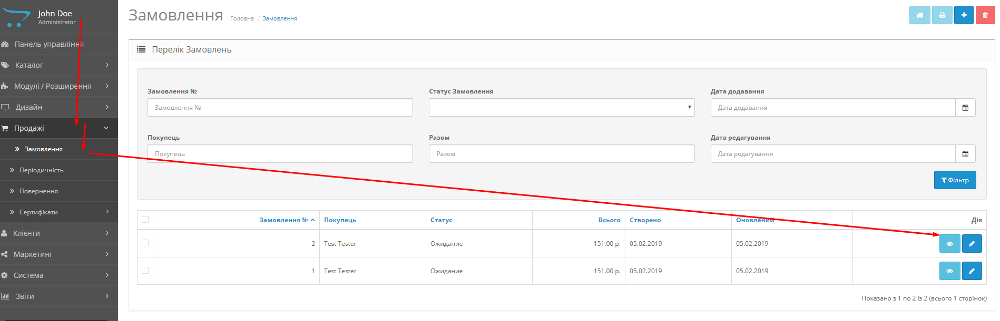 John Doe
Administrator
Панель управління
Каталог
Модулі / Розширення
Дизайн
Продажі
Замовлення
Періодичність
Повернення
Сертифікати
Клієнти
Маркетинг
Система
Звіти
Замовлення Головна / Замовлення
Перелік Замовлень
Замовлення № Статус Замовлення Дата додавання
Замовлення № Дата додавання
Покупець Разом Дата редагування
Покупець Разом Дата редагування
Фільтр
Замовлення № Покупець Статус Всього Створено Оновлений Дія
2 Test Tester Ожидание 151.00 р. 05.02.2019 05.02.2019
1 Test Tester Ожидание 151.00 р. 05.02.2019 05.02.2019
Показано з 1 по 2 із 2 (всього 1 сторінок)